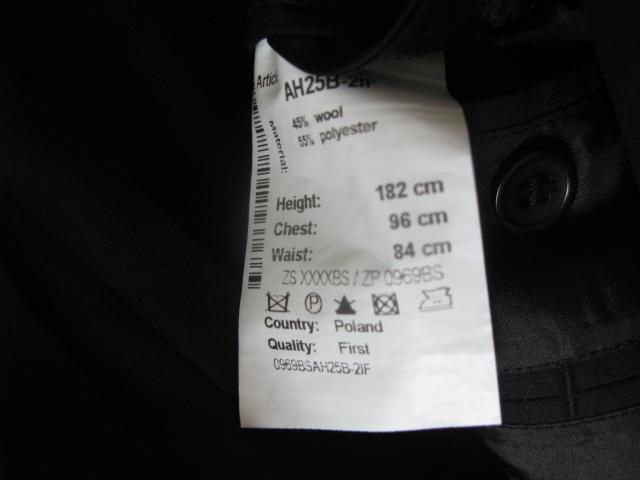 Article AH25B-2IF
Material: 45% wool
55% polyester
Height: 182 cm
Chest: 96 cm
Waist: 84 cm
ZS XXXXBS / ZP 0969BS
P
Country: Poland
Quality: First
0969BSAH25B-2IF